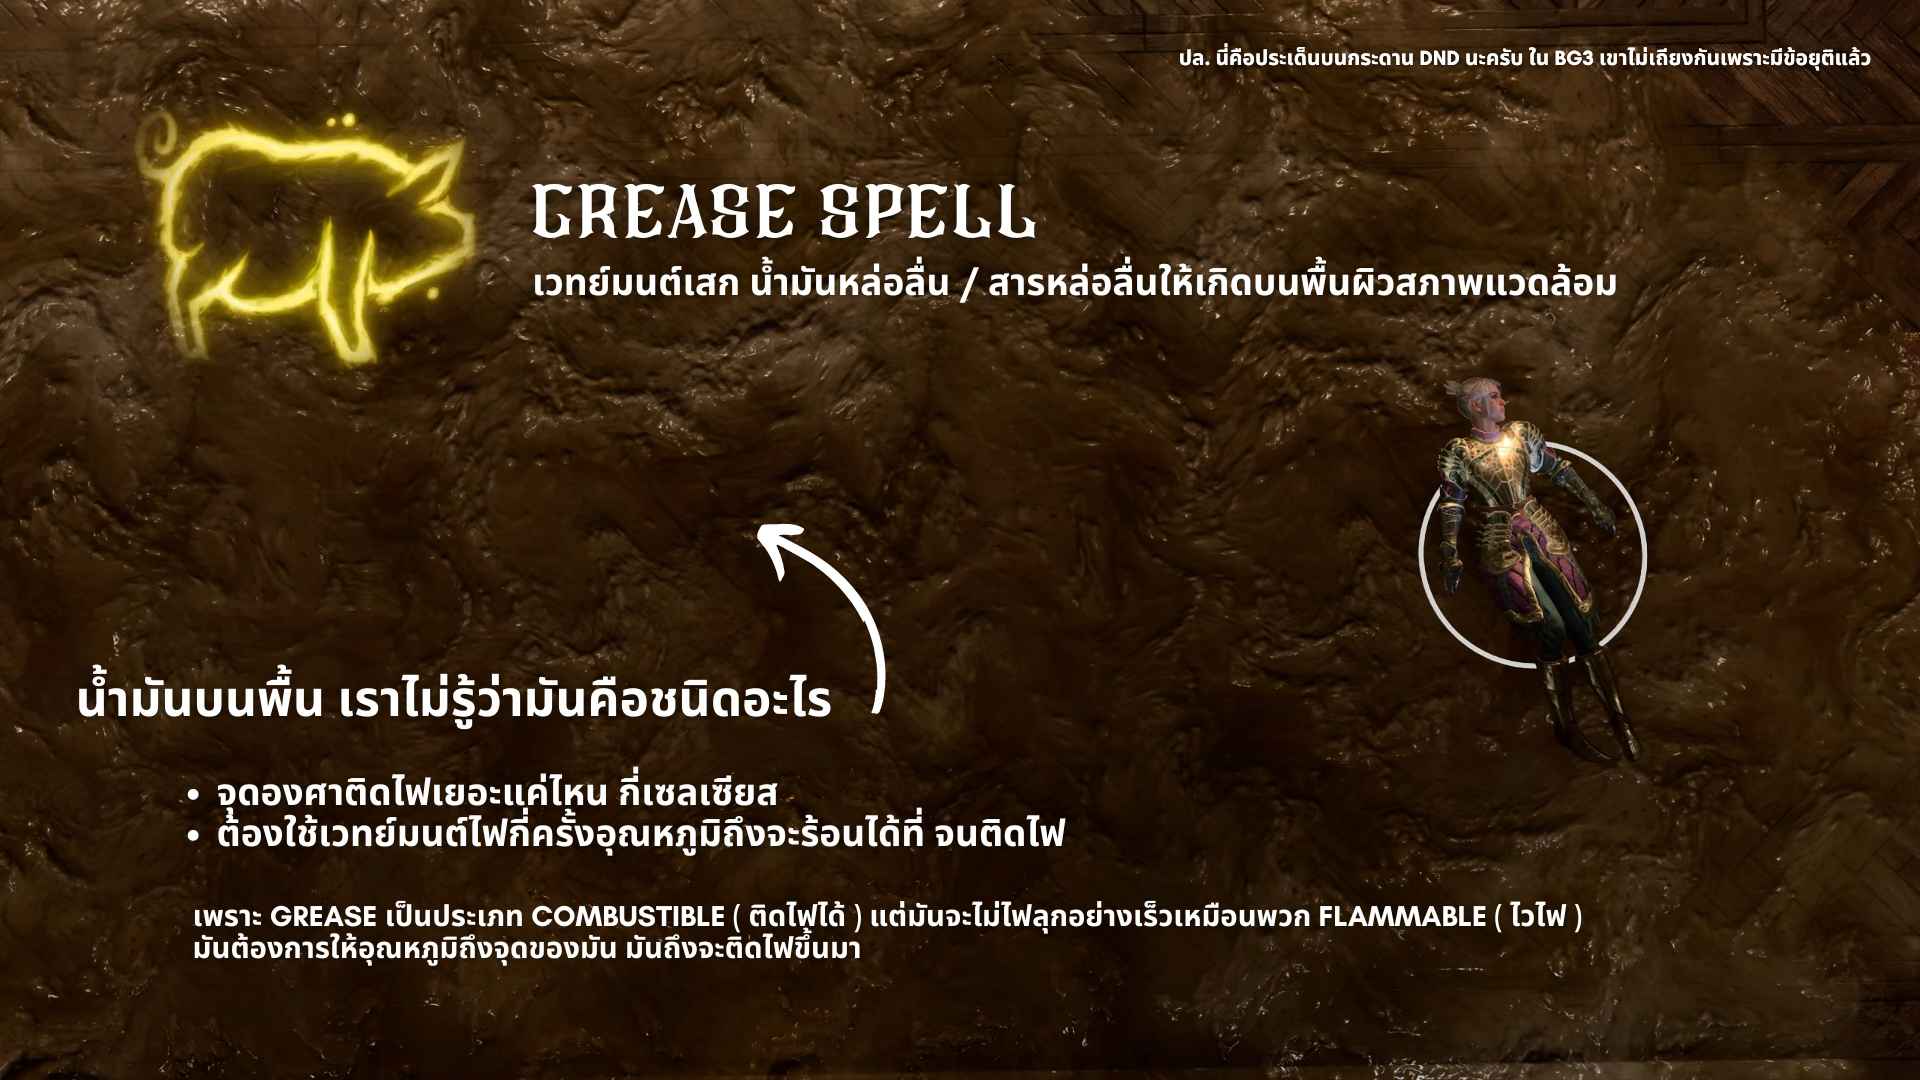 ปล. นี่คือประเด็นบนกระดาน DND นะครับ ใน BG3 เขาไม่เถียงกันเพราะมีข้อยุติแล้ว
GREASE SPELL
เวทย์มนต์เสก น้ำมันหล่อลื่น / สารหล่อลื่นให้เกิดบนพื้นผิวสภาพแวดล้อม
น้ำมันบนพื้น เราไม่รู้ว่ามันคือชนิดอะไร
• จุดองศาติดไฟเยอะแค่ไหน กี่เซลเซียส
• ต้องใช้เวทย์มนต์ไฟกี่ครั้งอุณหภูมิถึงจะร้อนได้ที่ จนติดไฟ
เพราะ GREASE เป็นประเภท COMBUSTIBLE ( ติดไฟได้ ) แต่มันจะไม่ไฟลุกอย่างเร็วเหมือนพวก FLAMMABLE ( ไวไฟ )
มันต้องการให้อุณหภูมิถึงจุดของมัน มันถึงจะติดไฟขึ้นมา